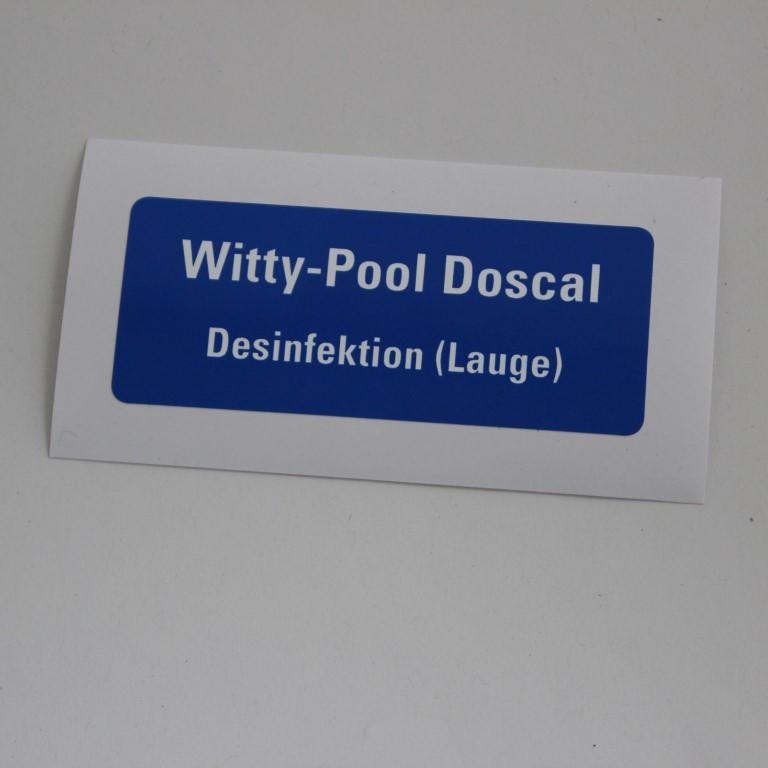 Witty-Pool Doscal
Desinfektion (Lauge)